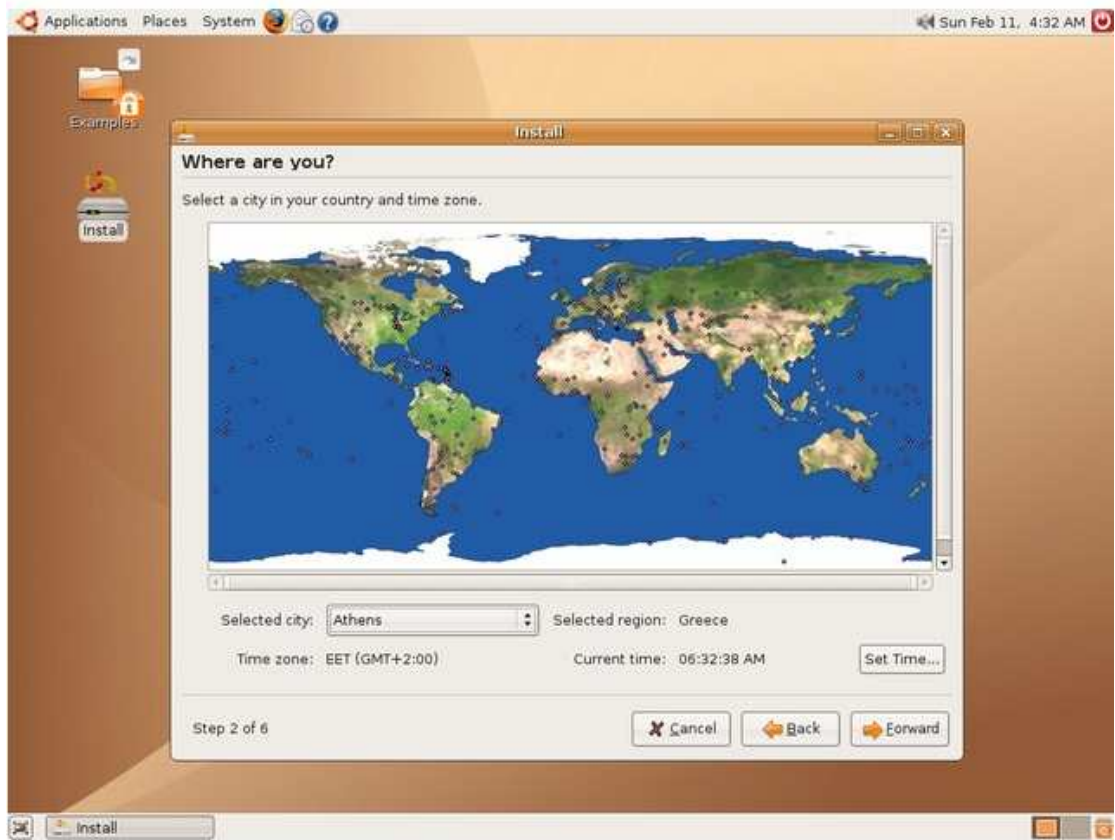 Applications Places System
Sun Feb 11, 4:32 AM
Examples
Install
Install
Where are you?
Select a city in your country and time zone.
Selected city: Athens Selected region: Greece
Time zone: EET (GMT+2:00) Current time: 06:32:38 AM Set Time...
Step 2 of 6 Cancel Back Forward
Install